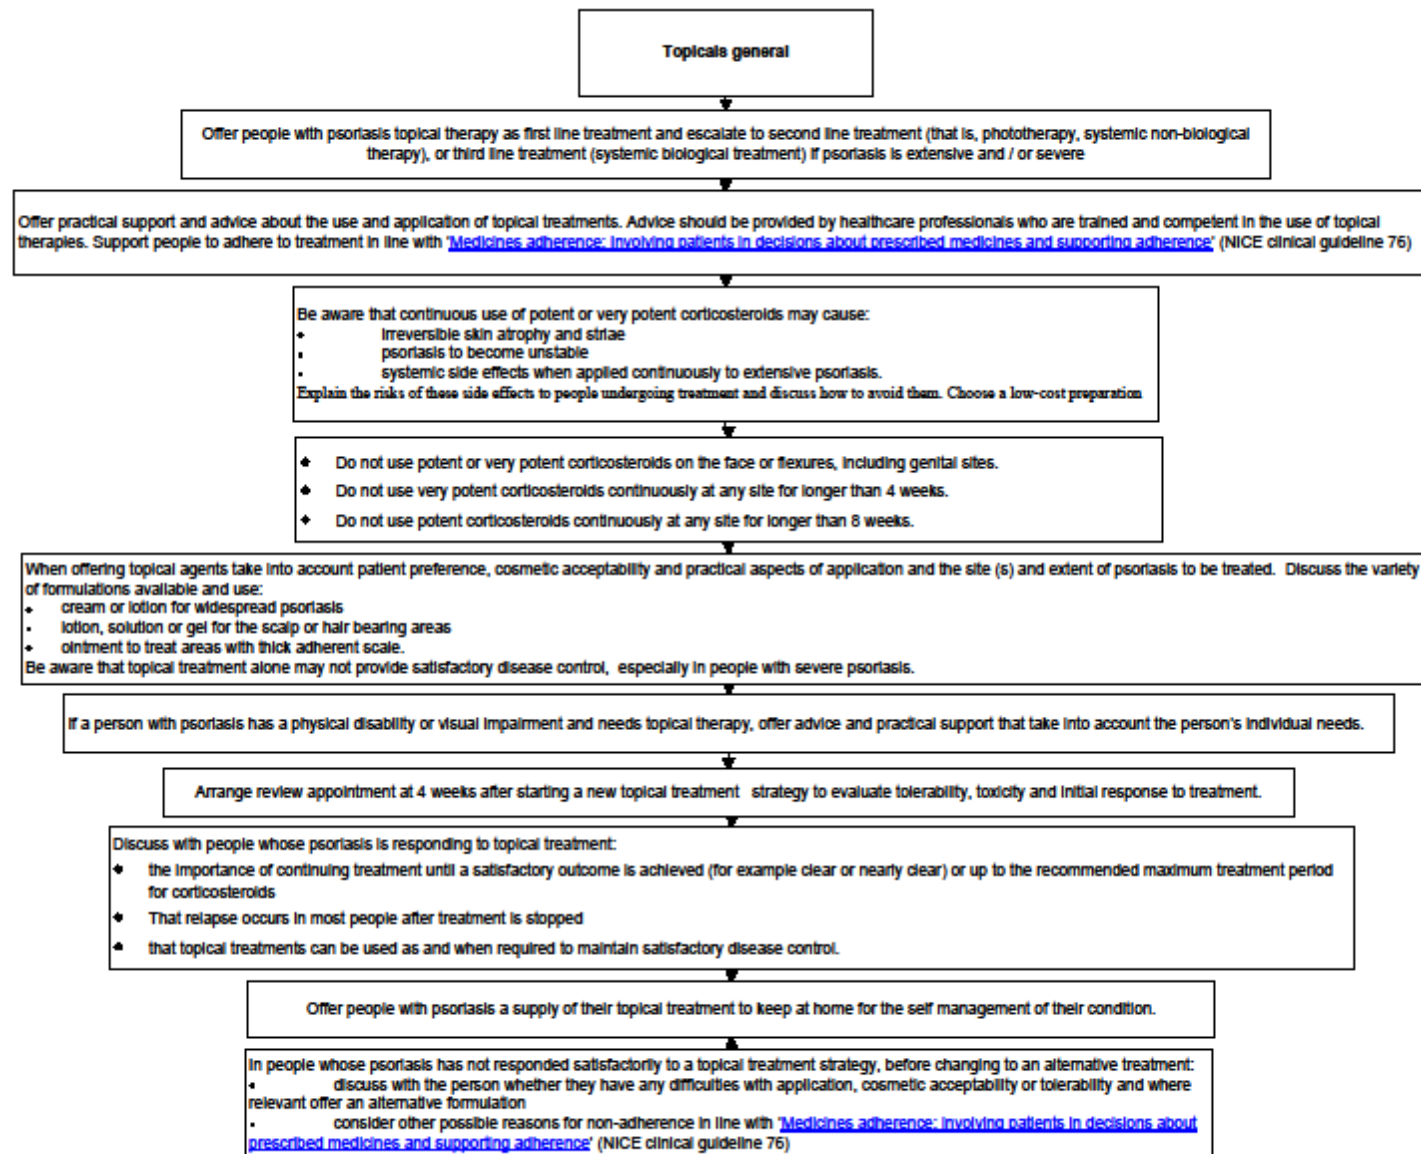 Topicals general
Offer people with psoriasis topical therapy as first line treatment and escalate to second line treatment (that is, phototherapy, systemic non-biological
therapy), or third line treatment (systemic biological treatment) if psoriasis is extensive and / or severe
Offer practical support and advice about the use and application of topical treatments. Advice should be provided by healthcare professionals who are trained and competent in the use of topical
therapies. Support people to adhere to treatment in line with 'Medicines adherence: involving patients in decisions about prescribed medicines and supporting adherence' (NICE clinical guideline 76)
Be aware that continuous use of potent or very potent corticosteroids may cause:
• irreversible skin atrophy and striae
• psoriasis to become unstable
• systemic side effects when applied continuously to extensive psoriasis.
Explain the risks of these side effects to people undergoing treatment and discuss how to avoid them. Choose a low-cost preparation
• Do not use potent or very potent corticosteroids on the face or flexures, including genital sites.
• Do not use very potent corticosteroids continuously at any site for longer than 4 weeks.
• Do not use potent corticosteroids continuously at any site for longer than 8 weeks.
When offering topical agents take into account patient preference, cosmetic acceptability and practical aspects of application and the site (s) and extent of psoriasis to be treated. Discuss the variety
of formulations available and use:
• cream or lotion for widespread psoriasis
• lotion, solution or gel for the scalp or hair bearing areas
• ointment to treat areas with thick adherent scale.
Be aware that topical treatment alone may not provide satisfactory disease control, especially in people with severe psoriasis.
If a person with psoriasis has a physical disability or visual impairment and needs topical therapy, offer advice and practical support that take into account the person's individual needs.
Arrange review appointment at 4 weeks after starting a new topical treatment strategy to evaluate tolerability, toxicity and initial response to treatment.
Discuss with people whose psoriasis is responding to topical treatment:
• the importance of continuing treatment until a satisfactory outcome is achieved (for example clear or nearly clear) or up to the recommended maximum treatment period
for corticosteroids
• That relapse occurs in most people after treatment is stopped
• that topical treatments can be used as and when required to maintain satisfactory disease control.
Offer people with psoriasis a supply of their topical treatment to keep at home for the self management of their condition.
In people whose psoriasis has not responded satisfactorily to a topical treatment strategy, before changing to an alternative treatment:
• discuss with the person whether they have any difficulties with application, cosmetic acceptability or tolerability and where
relevant offer an alternative formulation
• consider other possible reasons for non-adherence in line with 'Medicines adherence: involving patients in decisions about
prescribed medicines and supporting adherence' (NICE clinical guideline 76)